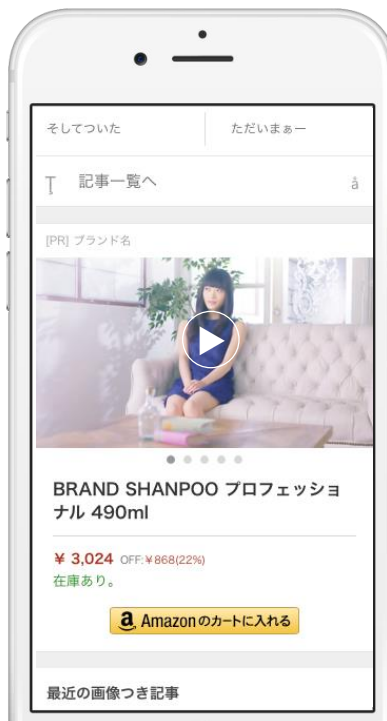 そしてついた
ただいまぁー
Ţ 記事一覧へ å
[PR] ブランド名
BRAND SHANPOO プロフェッショ
ナル 490ml
¥ 3,024 OFF:¥868(22%)
在庫あり。
a Amazonのカートに入れる
最近の画像つき記事